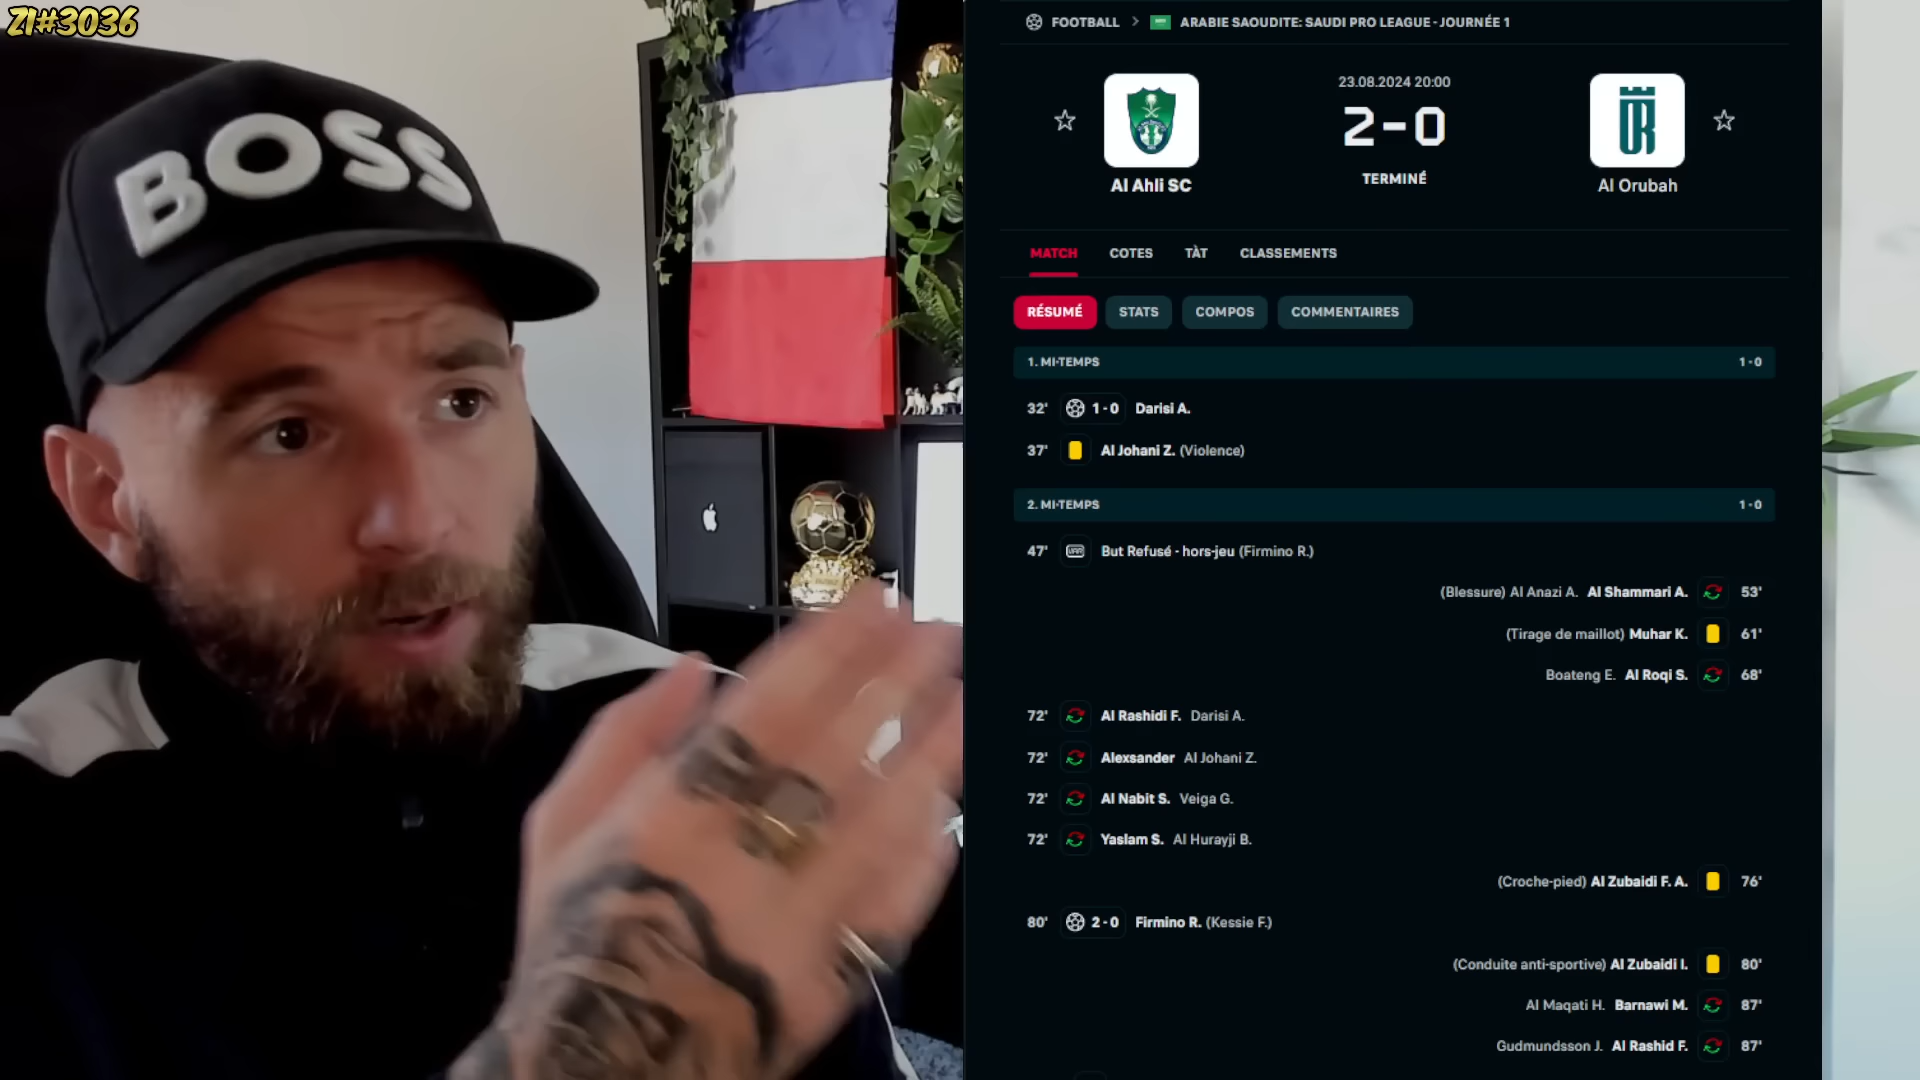 ZI#3036
BOSS
FOOTBALL > ARABIE SAOUDITE: SAUDI PRO LEAGUE - JOURNÉE 1
23.08.2024 20:00
2-0
TERMINÉ
Al Ahli SC
Al Orubah
MATCH COTES TÀT CLASSEMENTS
RÉSUMÉ STATS COMPOS COMMENTAIRES
1. MI-TEMPS 1 - 0
32' 1 - 0 Darisi A.
37' Al Johani Z. (Violence)
2. MI-TEMPS 1 - 0
47' VAR But Refusé - hors-jeu (Firmino R.)
(Blessure) Al Anazi A. Al Shammari A. 53'
(Tirage de maillot) Muhar K. 61'
Boateng E. Al Roqi S. 68'
72' Al Rashidi F. Darisi A.
72' Alexsander Al Johani Z.
72' Al Nabit S. Veiga G.
72' Yaslam S. Al Hurayji B.
(Croche-pied) Al Zubaidi F. A. 76'
80' 2 - 0 Firmino R. (Kessie F.)
(Conduite anti-sportive) Al Zubaidi I. 80'
Al Maqati H. Barnawi M. 87'
Gudmundsson J. Al Rashid F. 87'